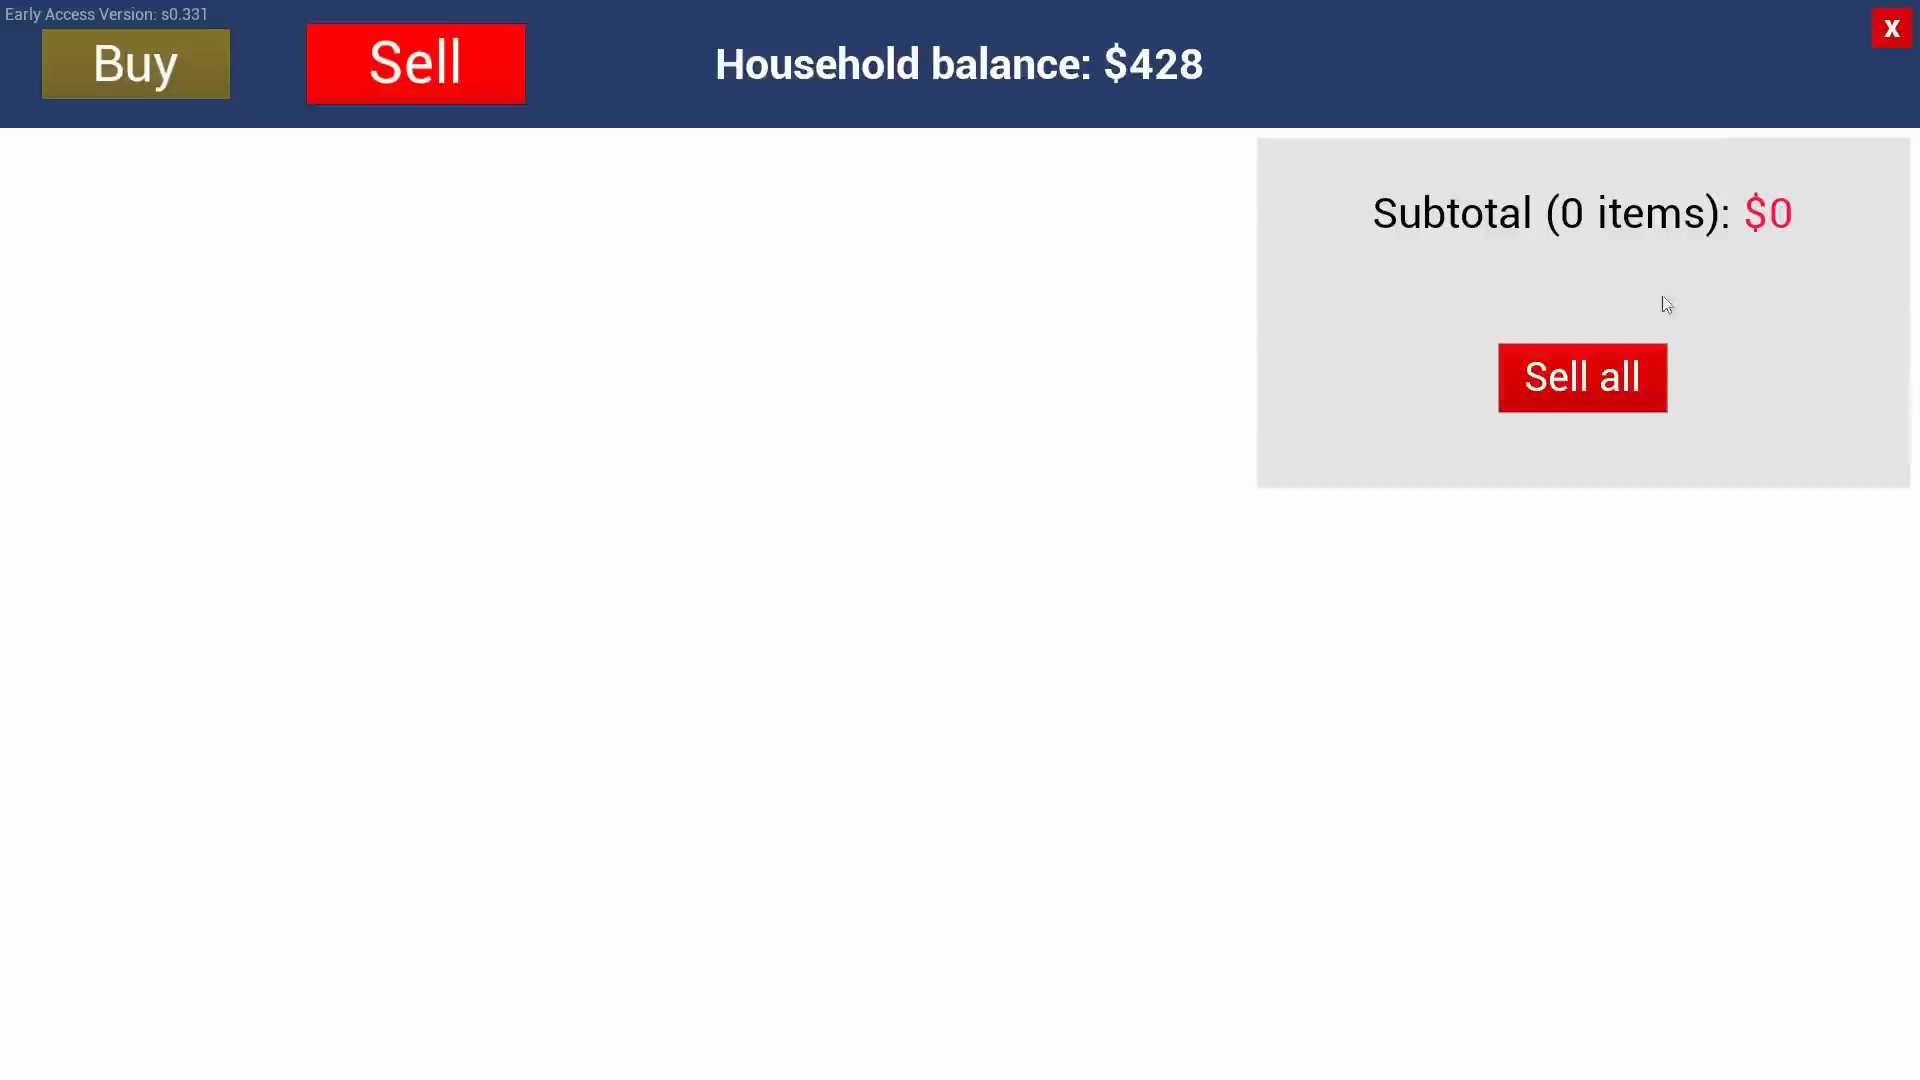 Early Access Version: s0.331
Buy
Sell
Household balance: $428
X
Subtotal (0 items): $0
Sell all